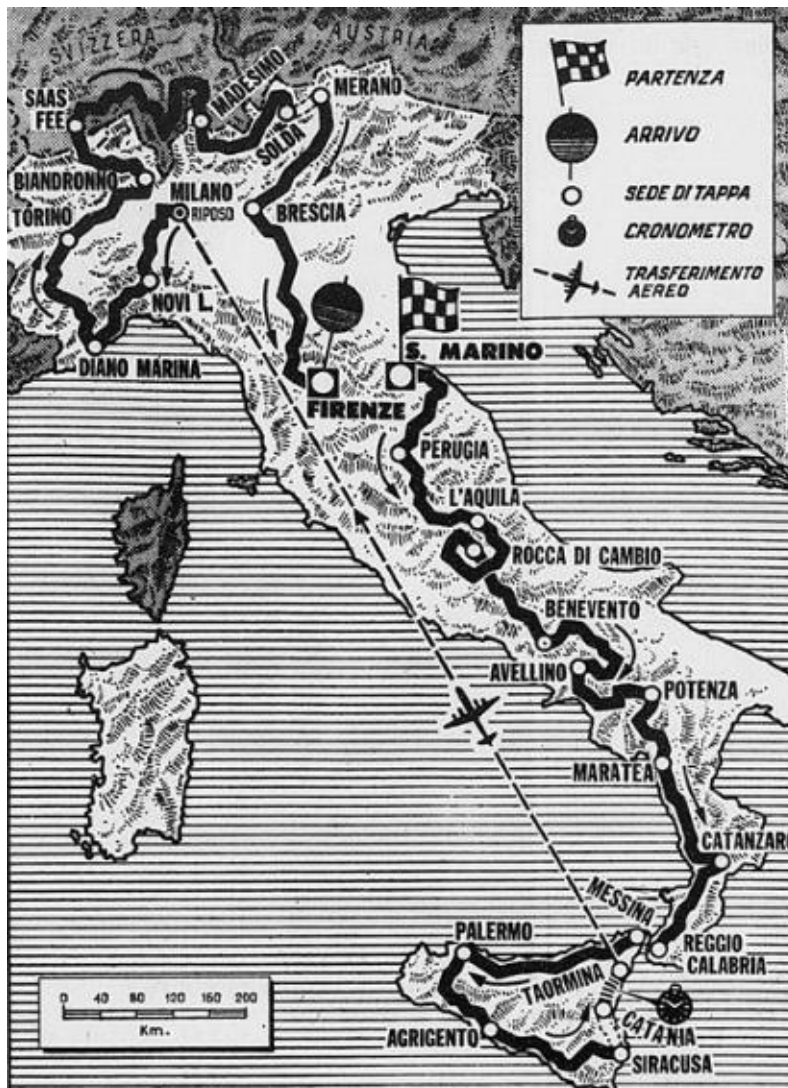 SVIZZERA
AUSTRIA
SAAS
FEE
MADESIMO
MERANO
SOLDA
BIANDRONNO
MILANO
RIPOSO
TORINO
BRESCIA
NOVI L.
DIANO MARINA
S. MARINO
FIRENZE
PERUGIA
L'AQUILA
ROCCA DI CAMBIO
BENEVENTO
AVELLINO
POTENZA
MARATEA
CATANZARO
MESSINA
PALERMO
REGGIO
CALABRIA
TAORMINA
AGRIGENTO
CATANIA
SIRACUSA
PARTENZA
ARRIVO
SEDE DI TAPPA
CRONOMETRO
TRASFERIMENTO
AEREO
0 40 80 120 160 200
Km.